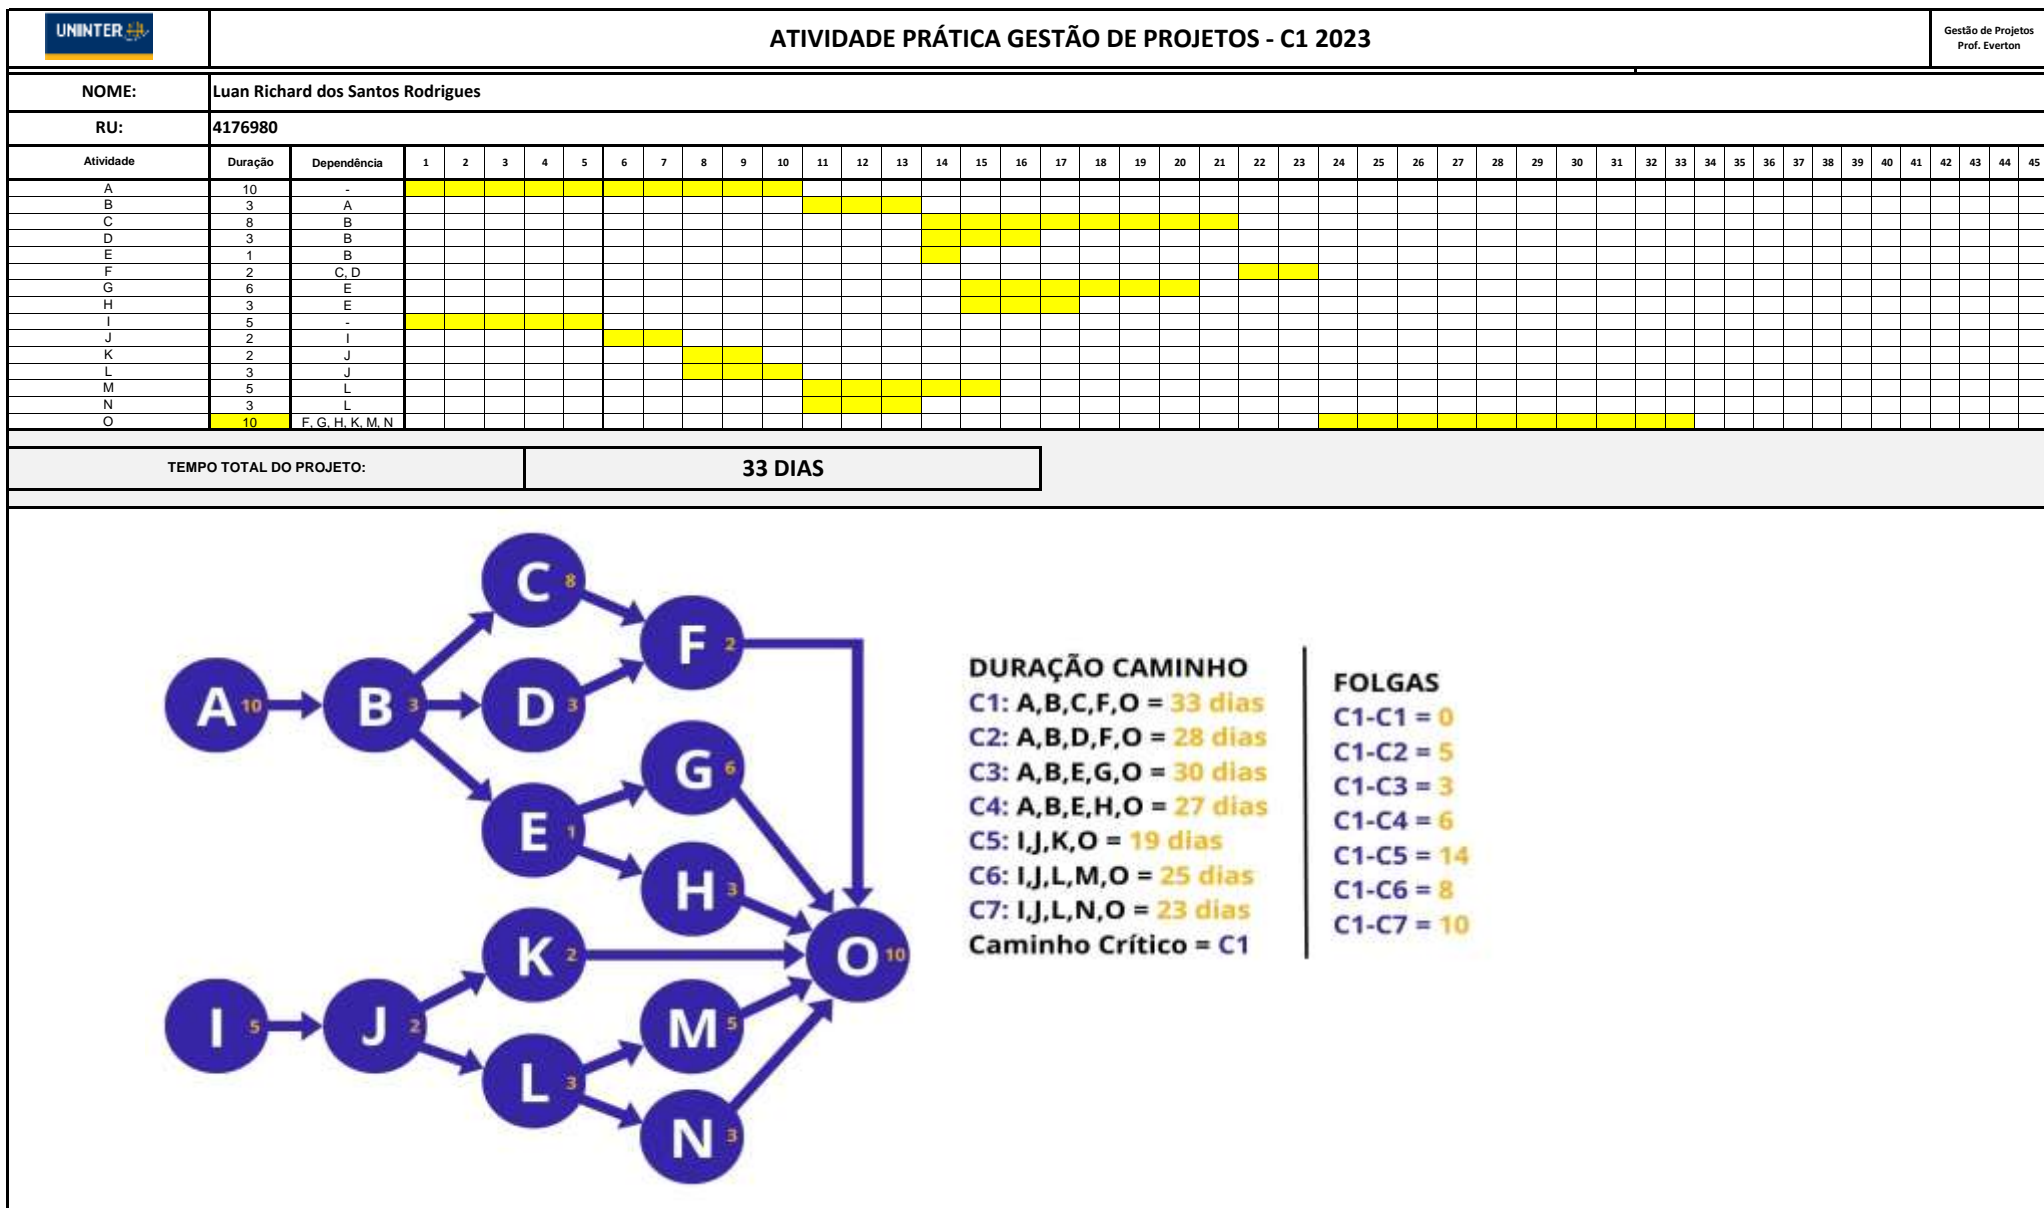 UNINTER
ATIVIDADE PRÁTICA GESTÃO DE PROJETOS - C1 2023
Gestão de Projetos
Prof. Everton
NOME: Luan Richard dos Santos Rodrigues
RU: 4176980
Atividade Duração Dependência 1 2 3 4 5 6 7 8 9 10 11 12 13 14 15 16 17 18 19 20 21 22 23 24 25 26 27 28 29 30 31 32 33 34 35 36 37 38 39 40 41 42 43 44 45
A 10 -
B 3 A
C 8 B
D 3 B
E 1 B
F 2 C, D
G 6 E
H 3 E
I 5 -
J 2 I
K 2 J
L 3 J
M 5 L
N 3 L
O 10 F, G, H, K, M, N
TEMPO TOTAL DO PROJETO: 33 DIAS
C 8
F 2
A 10
B 3
D 3
G 6
E 1
H 3
K 2
O 10
I 5
J 2
M 5
L 3
N 3
DURAÇÃO CAMINHO
C1: A,B,C,F,O = 33 dias
C2: A,B,D,F,O = 28 dias
C3: A,B,E,G,O = 30 dias
C4: A,B,E,H,O = 27 dias
C5: I,J,K,O = 19 dias
C6: I,J,L,M,O = 25 dias
C7: I,J,L,N,O = 23 dias
Caminho Crítico = C1
FOLGAS
C1-C1 = 0
C1-C2 = 5
C1-C3 = 3
C1-C4 = 6
C1-C5 = 14
C1-C6 = 8
C1-C7 = 10